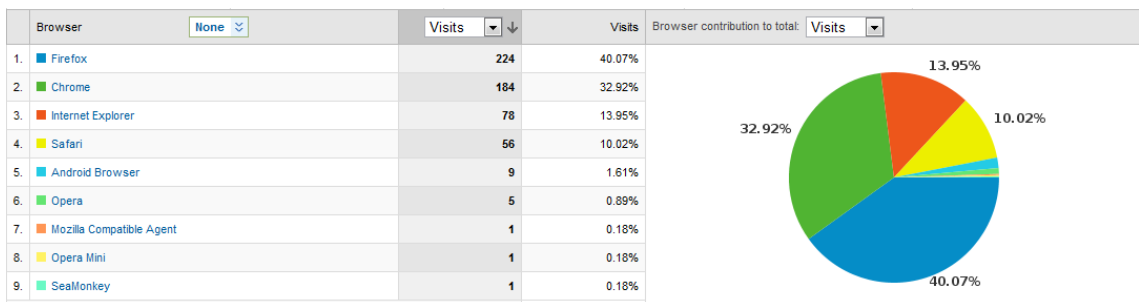 Browser None Visits Visits Browser contribution to total: Visits
1. Firefox 224 40.07%
2. Chrome 184 32.92%
3. Internet Explorer 78 13.95%
4. Safari 56 10.02%
5. Android Browser 9 1.61%
6. Opera 5 0.89%
7. Mozilla Compatible Agent 1 0.18%
8. Opera Mini 1 0.18%
9. SeaMonkey 1 0.18%
13.95%
10.02%
32.92%
40.07%